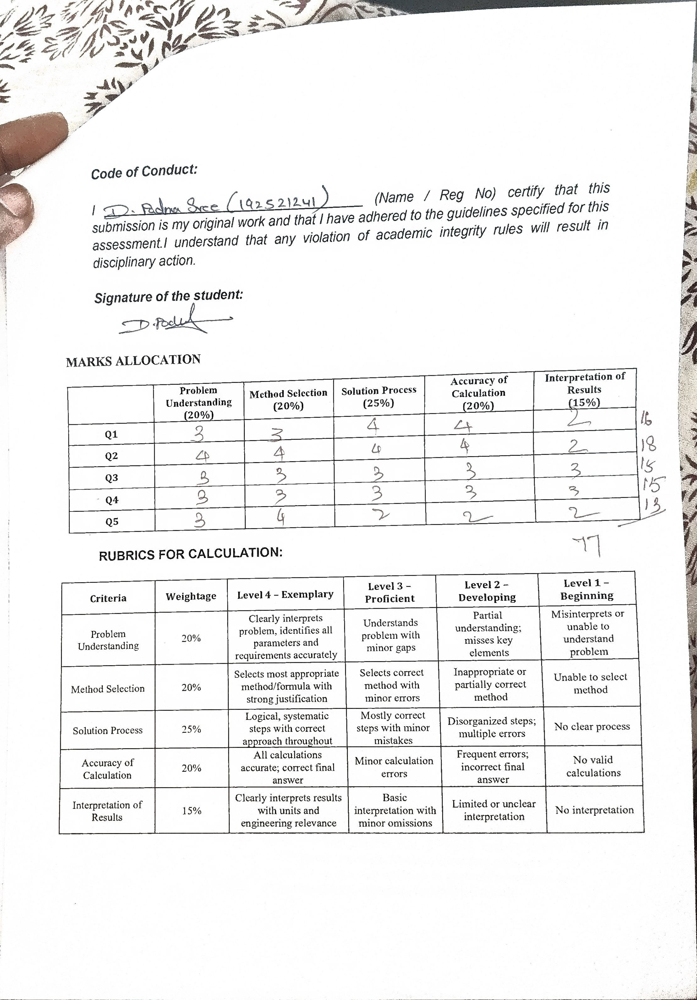 Code of Conduct:
I D. Padma Sree (192521241) (Name / Reg No) certify that this
submission is my original work and that I have adhered to the guidelines specified for this
assessment.I understand that any violation of academic integrity rules will result in
disciplinary action.
Signature of the student:
MARKS ALLOCATION
Problem Understanding (20%) Method Selection (20%) Solution Process (25%) Accuracy of Calculation (20%) Interpretation of Results (15%)
Q1 3 3 4 4 2 16
Q2 4 4 4 4 2 18
Q3 3 3 3 3 3 15
Q4 3 3 3 3 3 15
Q5 3 4 2 2 2 13
77
RUBRICS FOR CALCULATION:
Criteria Weightage Level 4 – Exemplary Level 3 – Proficient Level 2 – Developing Level 1 – Beginning
Problem Understanding 20% Clearly interprets problem, identifies all parameters and requirements accurately Understands problem with minor gaps Partial understanding; misses key elements Misinterprets or unable to understand problem
Method Selection 20% Selects most appropriate method/formula with strong justification Selects correct method with minor errors Inappropriate or partially correct method Unable to select method
Solution Process 25% Logical, systematic steps with correct approach throughout Mostly correct steps with minor mistakes Disorganized steps; multiple errors No clear process
Accuracy of Calculation 20% All calculations accurate; correct final answer Minor calculation errors Frequent errors; incorrect final answer No valid calculations
Interpretation of Results 15% Clearly interprets results with units and engineering relevance Basic interpretation with minor omissions Limited or unclear interpretation No interpretation